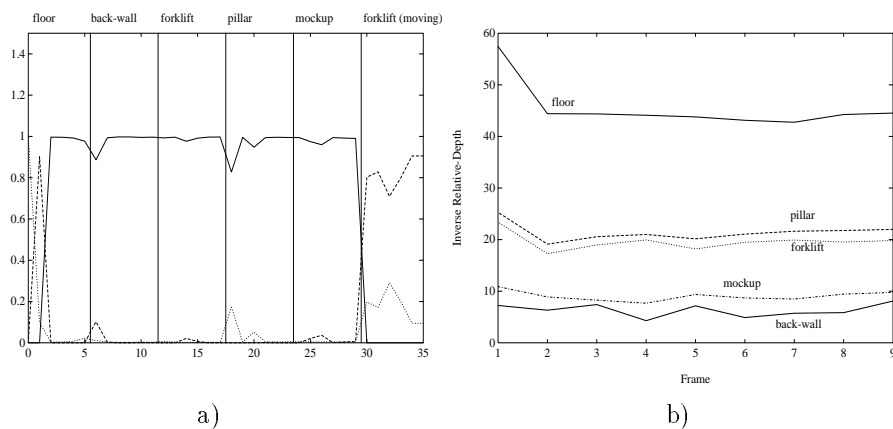 floor back-wall forklift pillar mockup forklift (moving)
1.4
1.2
1
0.8
0.6
0.4
0.2
0
0 5 10 15 20 25 30 35
a)
60
50
40
30
20
10
0
Inverse Relative-Depth
floor
pillar
forklift
mockup
back-wall
1 2 3 4 5 6 7 8 9
Frame
b)